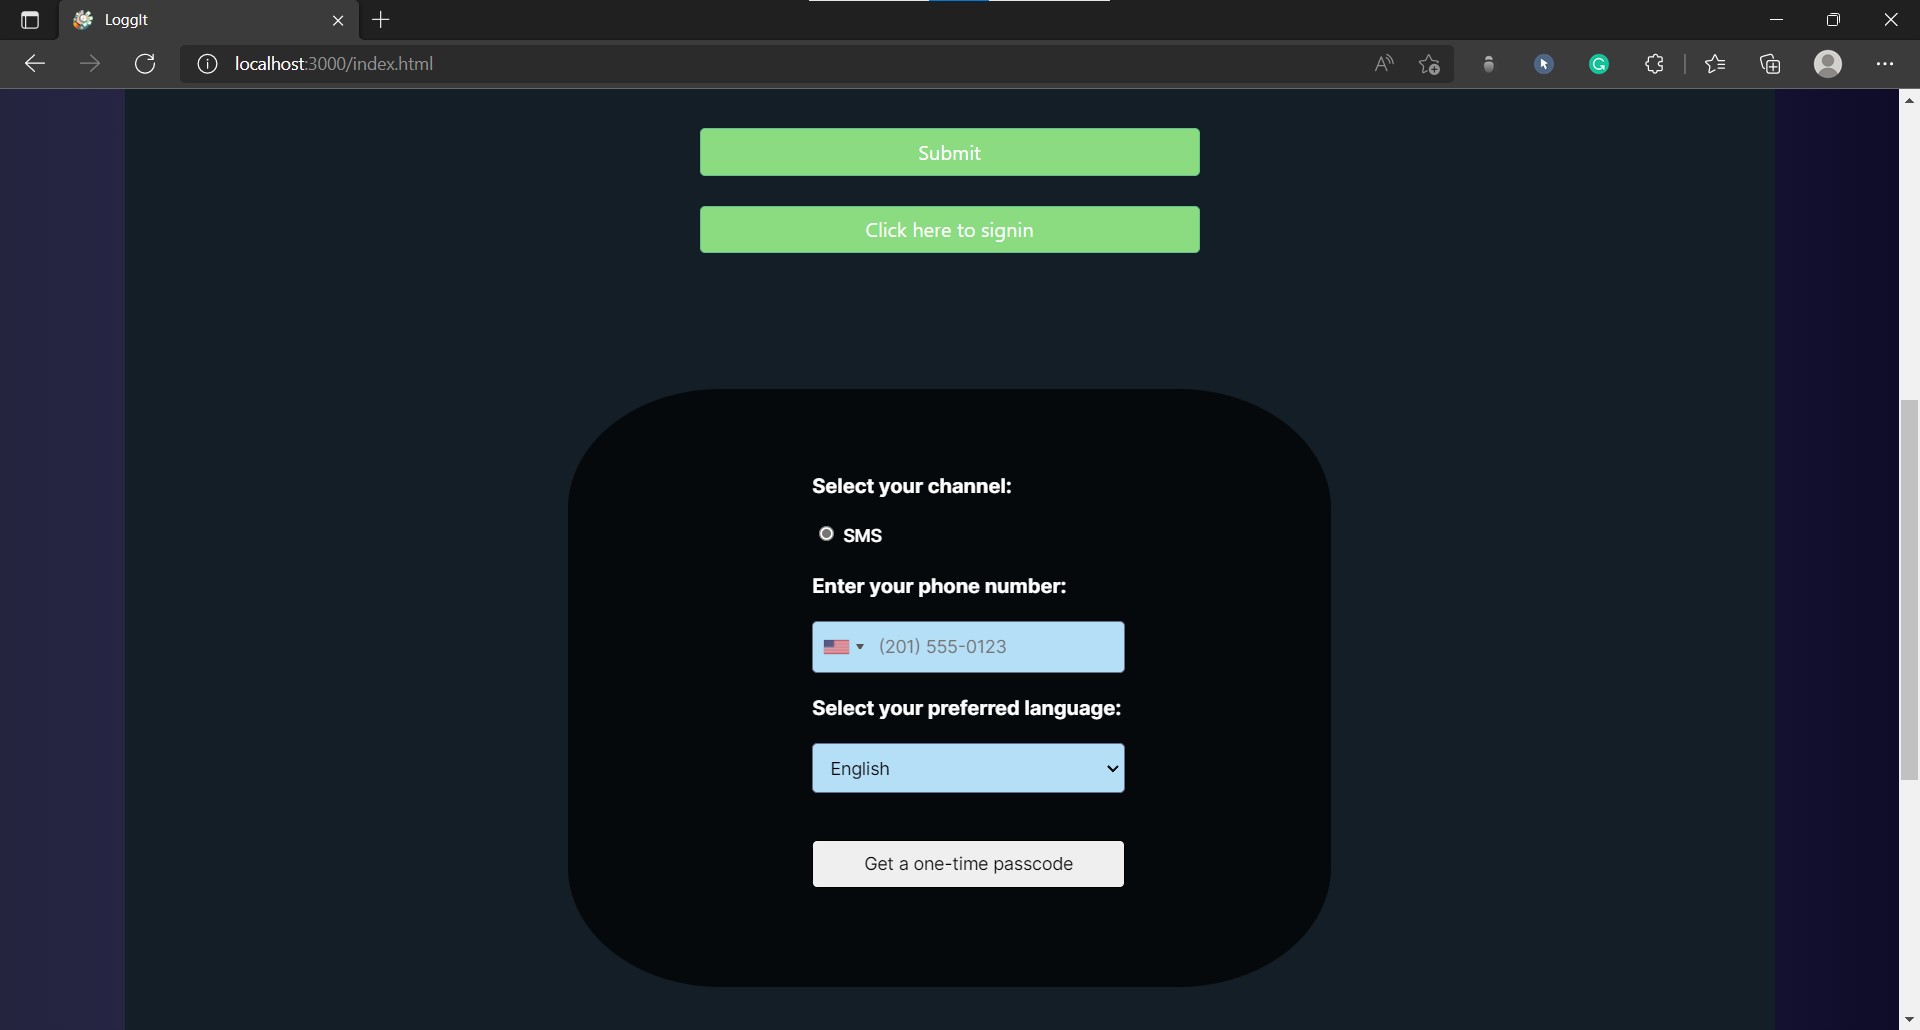 LoggIt
localhost:3000/index.html
Submit
Click here to signin
Select your channel:
SMS
Enter your phone number:
(201) 555-0123
Select your preferred language:
English
Get a one-time passcode